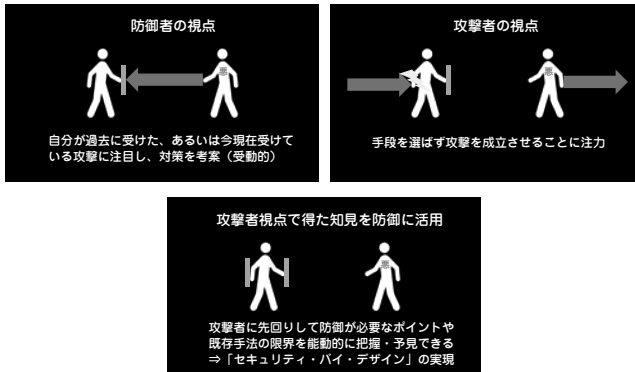 防御者の視点
悪
自分が過去に受けた、あるいは今現在受けて
いる攻撃に注目し、対策を考案（受動的）
攻撃者の視点
悪
手段を選ばず攻撃を成立させることに注力
攻撃者視点で得た知見を防御に活用
悪
攻撃者に先回りして防御が必要なポイントや
既存手法の限界を能動的に把握・予見できる
⇒「セキュリティ・バイ・デザイン」の実現